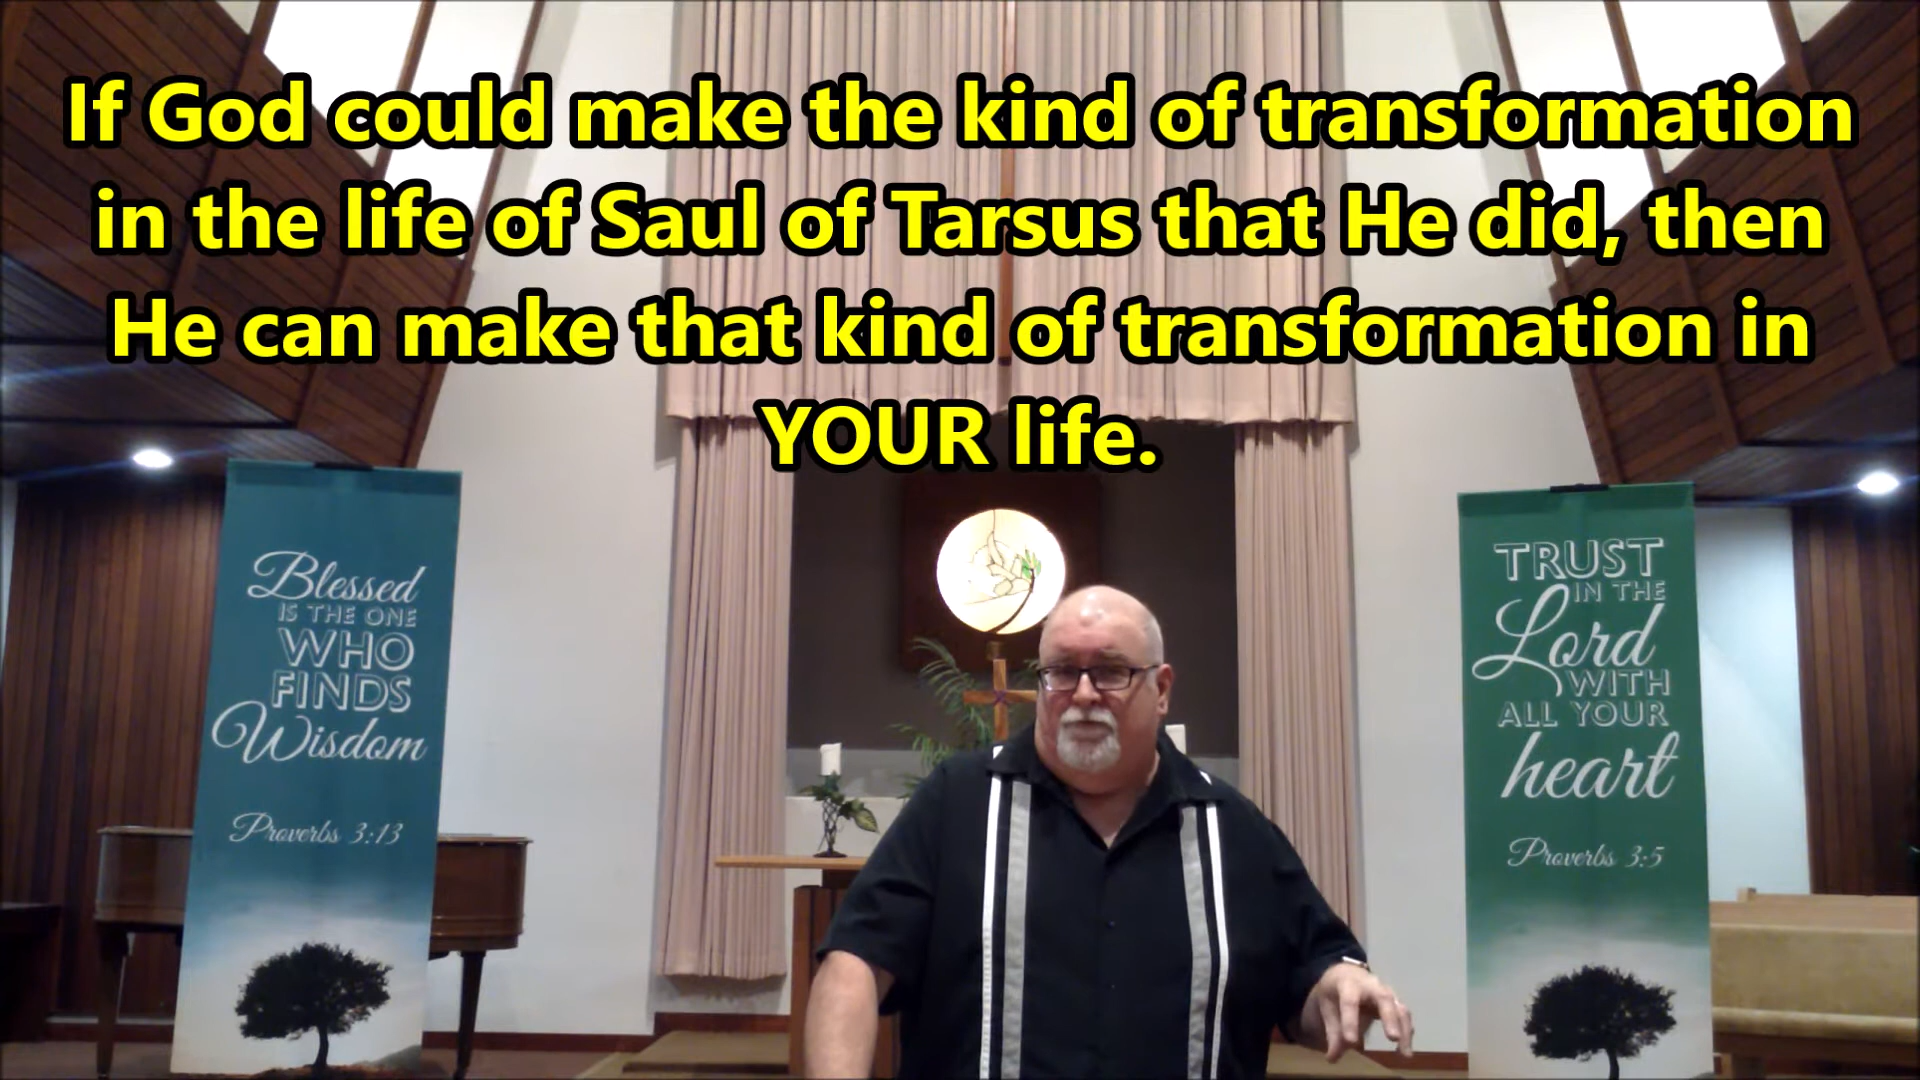 If God could make the kind of transformation
in the life of Saul of Tarsus that He did, then
He can make that kind of transformation in
YOUR life.
Blessed
IS THE ONE
WHO
FINDS
Wisdom
Proverbs 3:13
TRUST
IN THE
Lord
WITH
ALL YOUR
heart
Proverbs 3:5